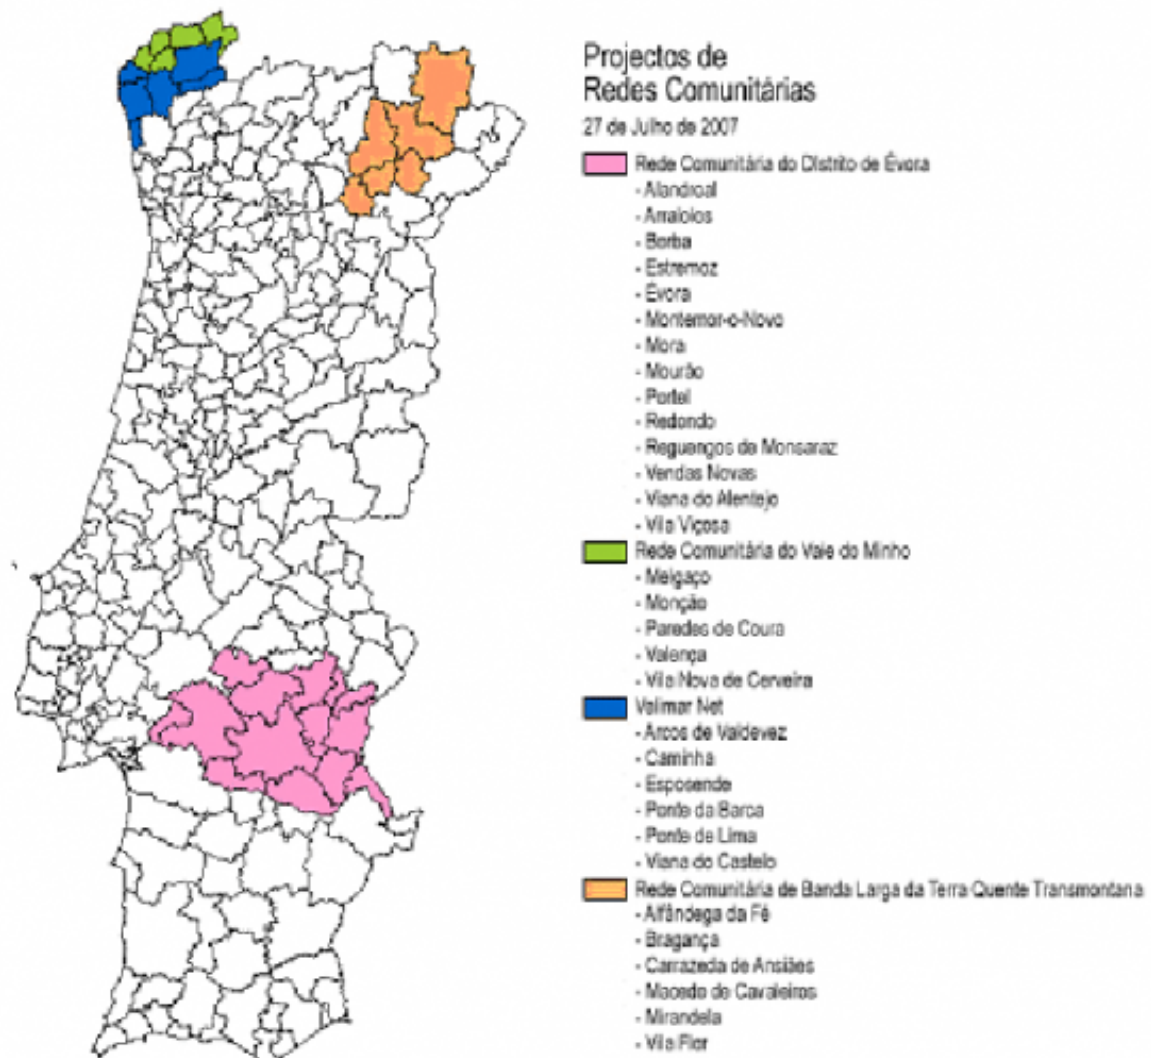 Projectos de
Redes Comunitárias
27 de Julho de 2007
Rede Comunitária do Distrito de Évora
- Alandroal
- Arraiolos
- Borba
- Estremoz
- Évora
- Montemor-o-Novo
- Mora
- Mourão
- Portel
- Redondo
- Reguengos de Monsaraz
- Vendas Novas
- Viana do Alentejo
- Vila Viçosa
Rede Comunitária do Vale do Minho
- Melgaço
- Monção
- Paredes de Coura
- Valença
- Vila Nova de Cerveira
Valimar Net
- Arcos de Valdevez
- Caminha
- Esposende
- Ponte da Barca
- Ponte de Lima
- Viana do Castelo
Rede Comunitária de Banda Larga da Terra Quente Transmontana
- Alfândega da Fé
- Bragança
- Carrazeda de Ansiães
- Macedo de Cavaleiros
- Mirandela
- Vila Flor